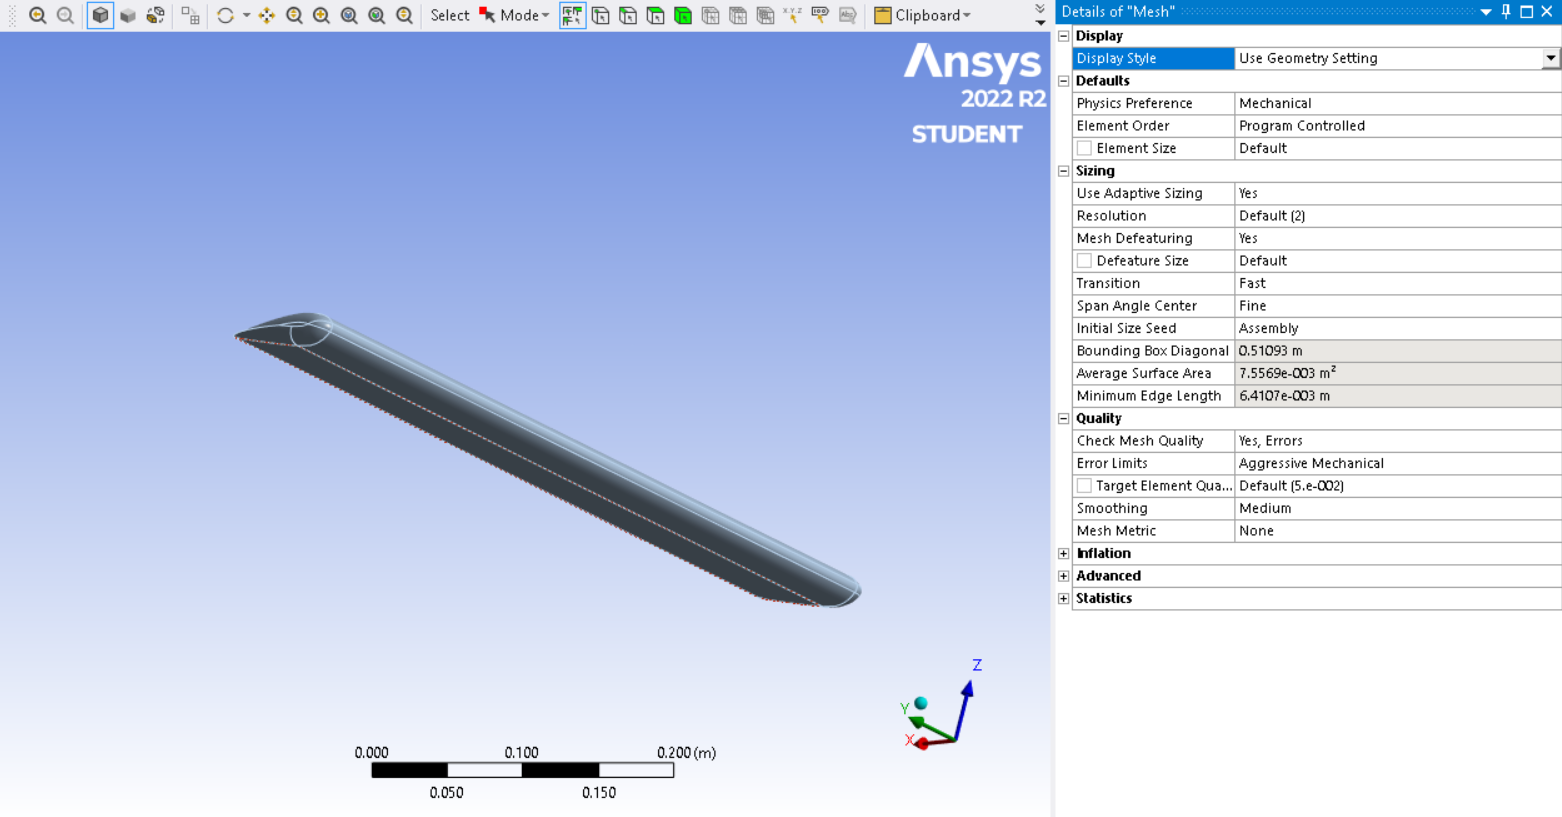 Select Mode Clipboard
Details of "Mesh"
Ansys
2022 R2
STUDENT
Display
Display Style Use Geometry Setting
Defaults
Physics Preference Mechanical
Element Order Program Controlled
Element Size Default
Sizing
Use Adaptive Sizing Yes
Resolution Default (2)
Mesh Defeaturing Yes
Defeature Size Default
Transition Fast
Span Angle Center Fine
Initial Size Seed Assembly
Bounding Box Diagonal 0.51093 m
Average Surface Area 7.5569e-003 m²
Minimum Edge Length 6.4107e-003 m
Quality
Check Mesh Quality Yes, Errors
Error Limits Aggressive Mechanical
Target Element Qua... Default (5.e-002)
Smoothing Medium
Mesh Metric None
Inflation
Advanced
Statistics
Z
Y
X
0.000 0.100 0.200 (m)
0.050 0.150